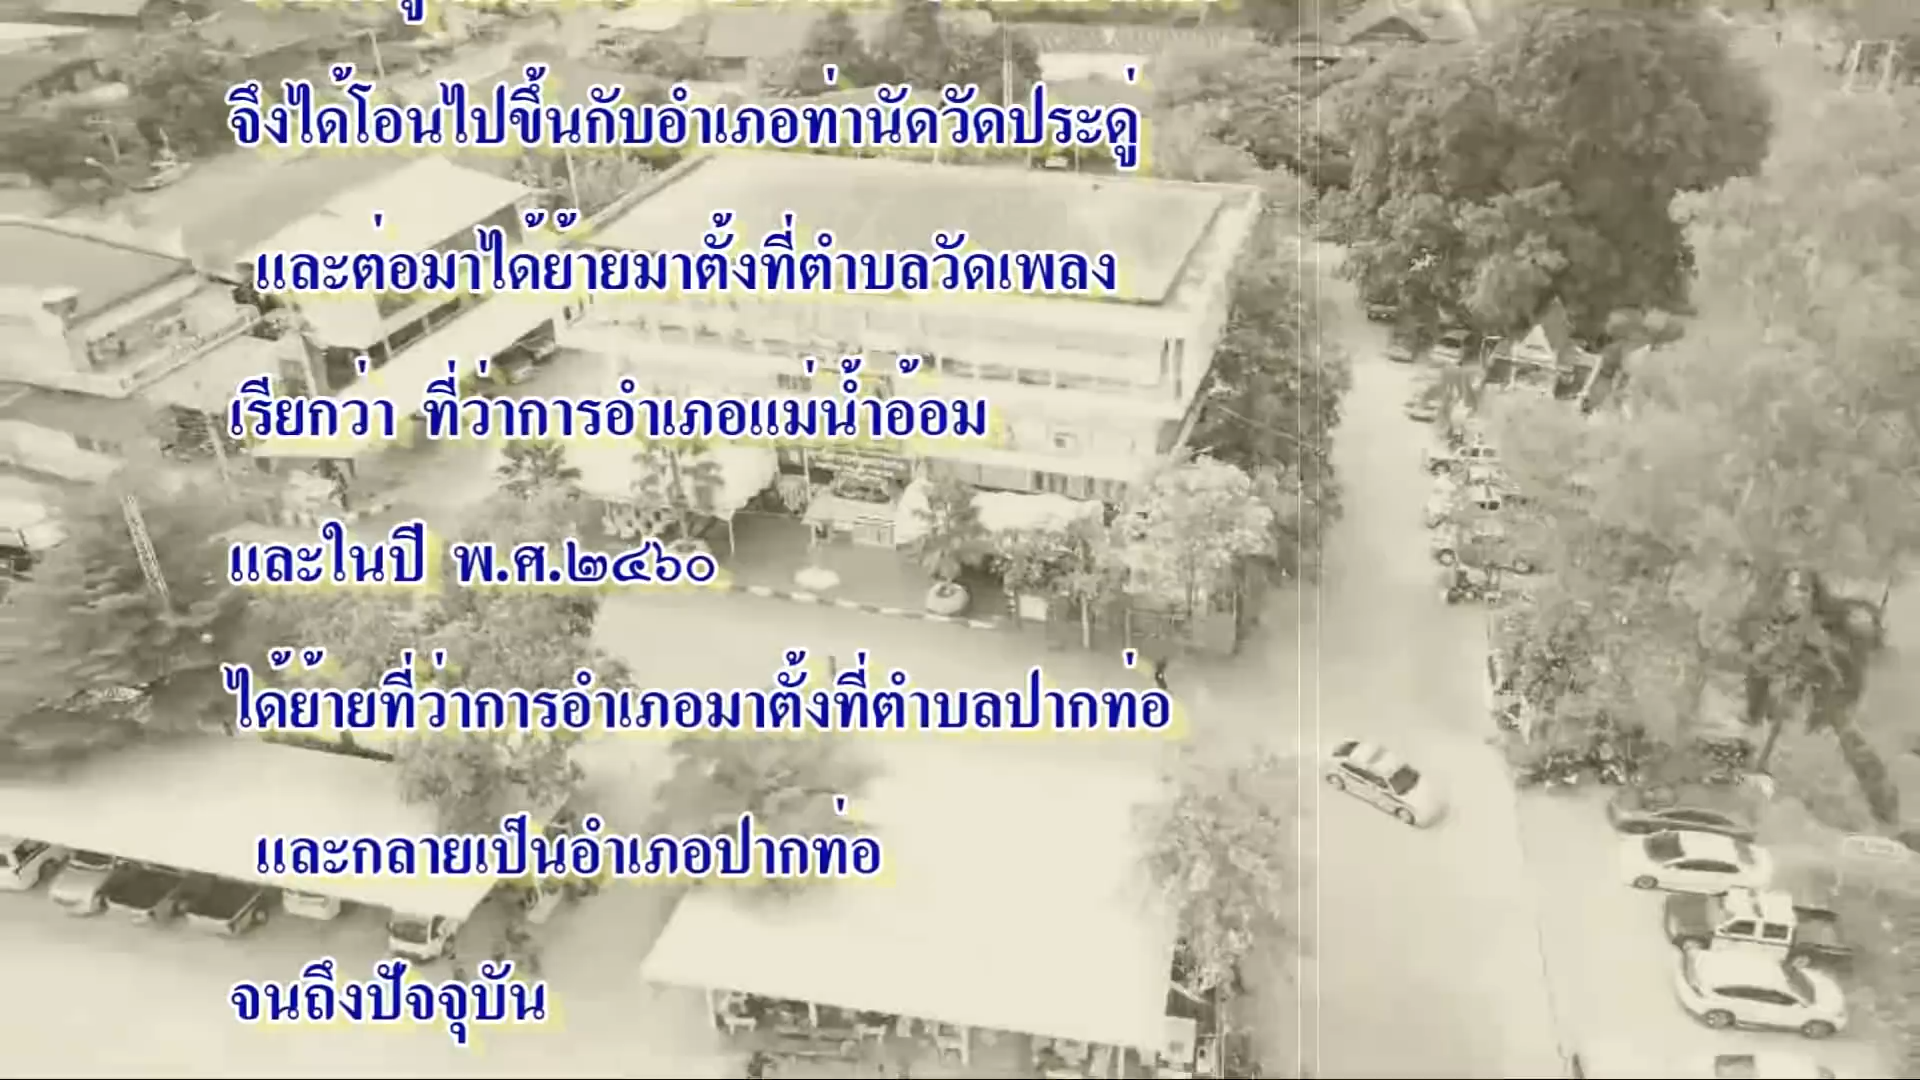 จึงได้โอนไปขึ้นกับอำเภอท่านัดวัดประดู่
และต่อมาได้ย้ายมาตั้งที่ตำบลวัดเพลง
เรียกว่า ที่ว่าการอำเภอแม่น้ำอ้อม
และในปี พ.ศ.๒๔๖๐
ได้ย้ายที่ว่าการอำเภอมาตั้งที่ตำบลปากท่อ
และกลายเป็นอำเภอปากท่อ
จนถึงปัจจุบัน